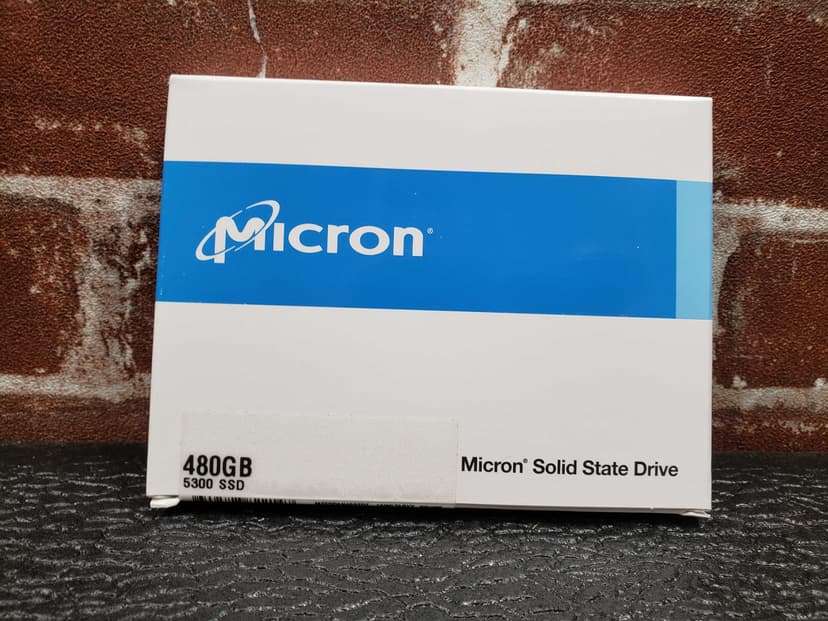 Micron®
480GB
5300 SSD
Micron® Solid State Drive